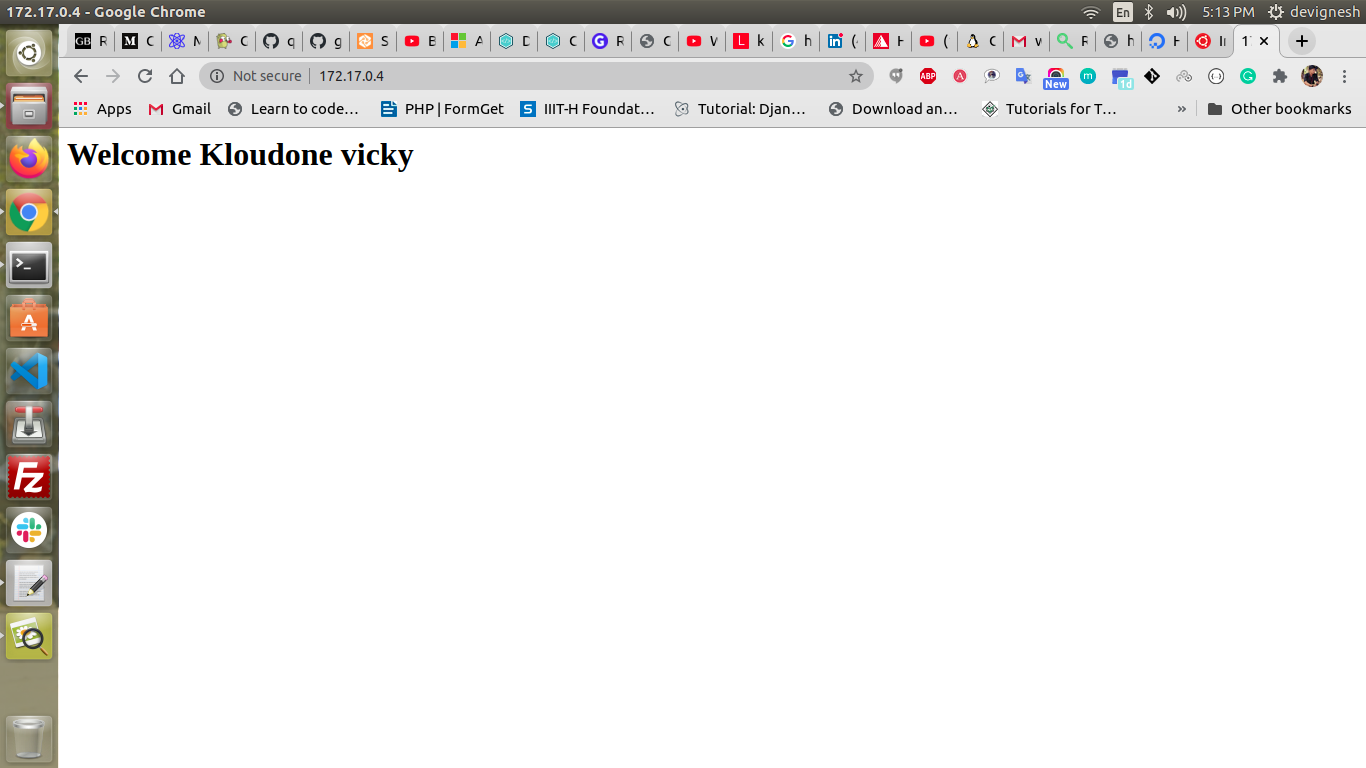 172.17.0.4 - Google Chrome En 5:13 PM devignesh
GB R M C M C q g S B A D C R C V L k h ( H ( C w R h H I 1
Not secure 172.17.0.4 ABP A m New 1d
Apps Gmail Learn to code… PHP | FormGet S IIIT-H Foundat… Tutorial: Djan… Download an… Tutorials for T… » Other bookmarks
Welcome Kloudone vicky
Fz